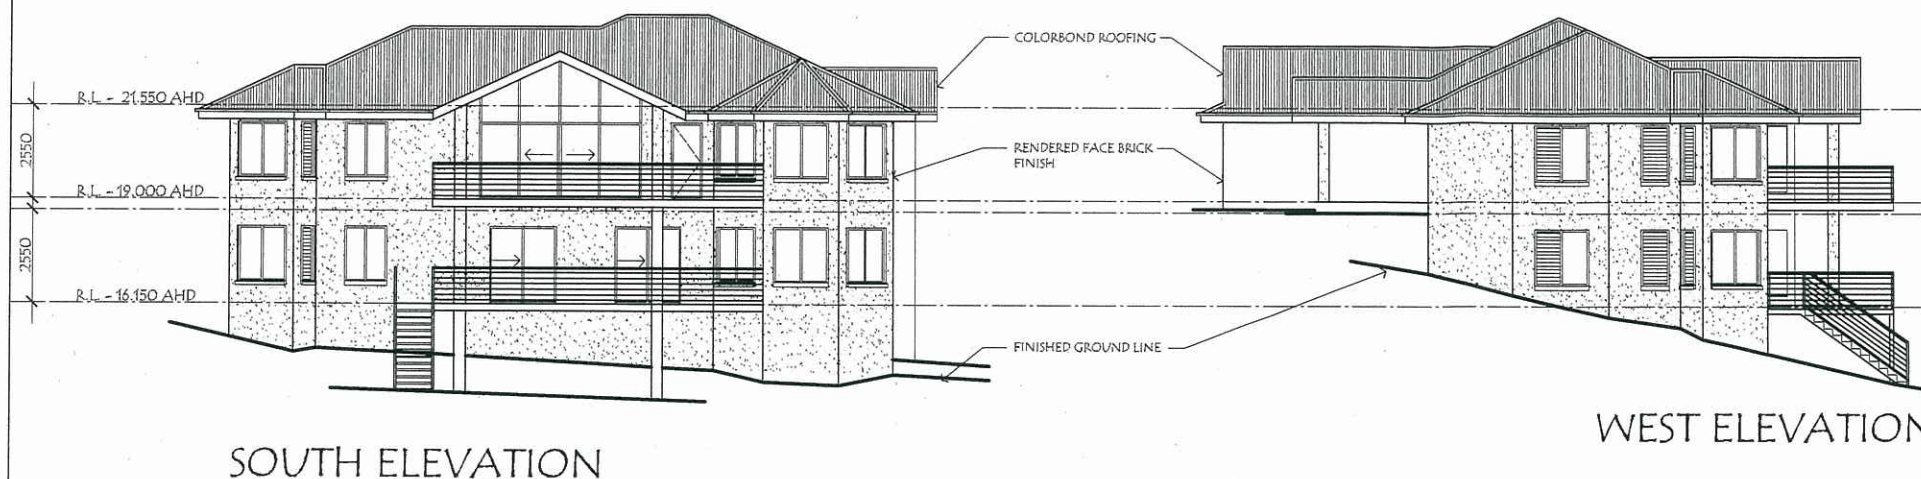 COLORBOND ROOFING
R.L. - 21.550 AHD
2550
RENDERED FACE BRICK
FINISH
R.L. - 19.000 AHD
2550
R.L. - 16.150 AHD
FINISHED GROUND LINE
WEST ELEVATION
SOUTH ELEVATION